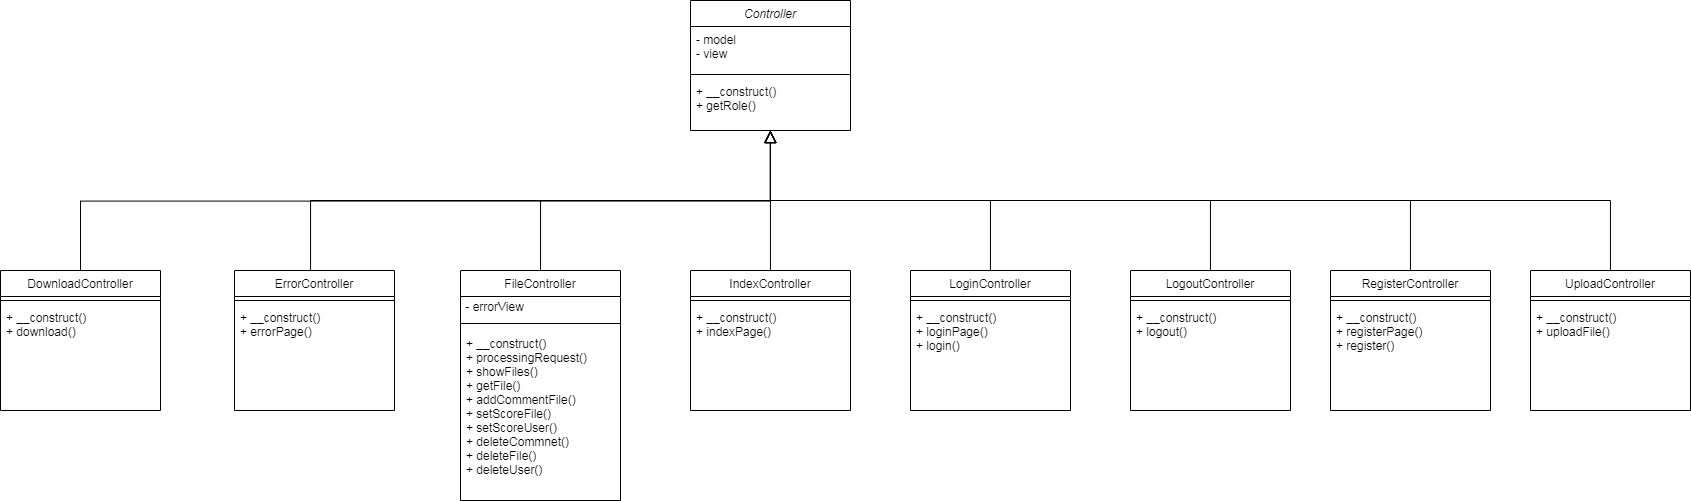 Controller
- model
- view
+ __construct()
+ getRole()
DownloadController
+ __construct()
+ download()
ErrorController
+ __construct()
+ errorPage()
FileController
- errorView
+ __construct()
+ processingRequest()
+ showFiles()
+ getFile()
+ addCommentFile()
+ setScoreFile()
+ setScoreUser()
+ deleteCommnet()
+ deleteFile()
+ deleteUser()
IndexController
+ __construct()
+ indexPage()
LoginController
+ __construct()
+ loginPage()
+ login()
LogoutController
+ __construct()
+ logout()
RegisterController
+ __construct()
+ registerPage()
+ register()
UploadController
+ __construct()
+ uploadFile()